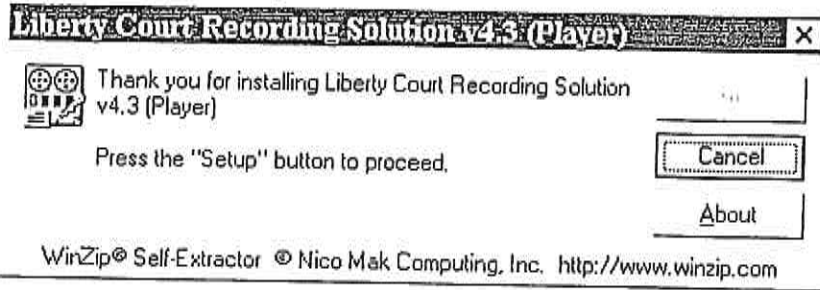 Liberty Court Recording Solution v4.3 (Player)
Thank you for installing Liberty Court Recording Solution
v4.3 (Player)
Press the "Setup" button to proceed.
Cancel
About
WinZip® Self-Extractor © Nico Mak Computing, Inc. http://www.winzip.com